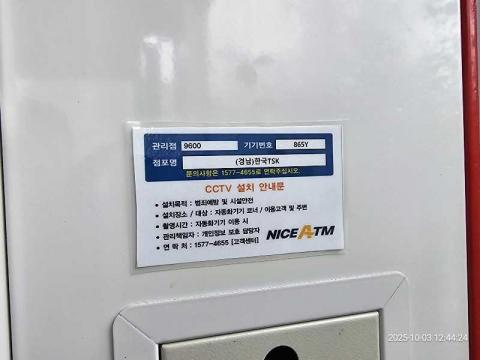 관리점 9600 기기번호 865Y
점포명 (경남)한국TSK
문의사항은 1577-4655로 연락주십시오.
CCTV 설치 안내문
• 설치목적 : 범죄예방 및 시설안전
• 설치장소 / 대상 : 자동화기기 코너 / 이용고객 및 주변
• 촬영시간 : 자동화기기 이용 시
• 관리책임자 : 개인정보 보호 담당자
• 연 락 처 : 1577-4655 [고객센터]
NICE ATM
2025-10-03 12:44:24